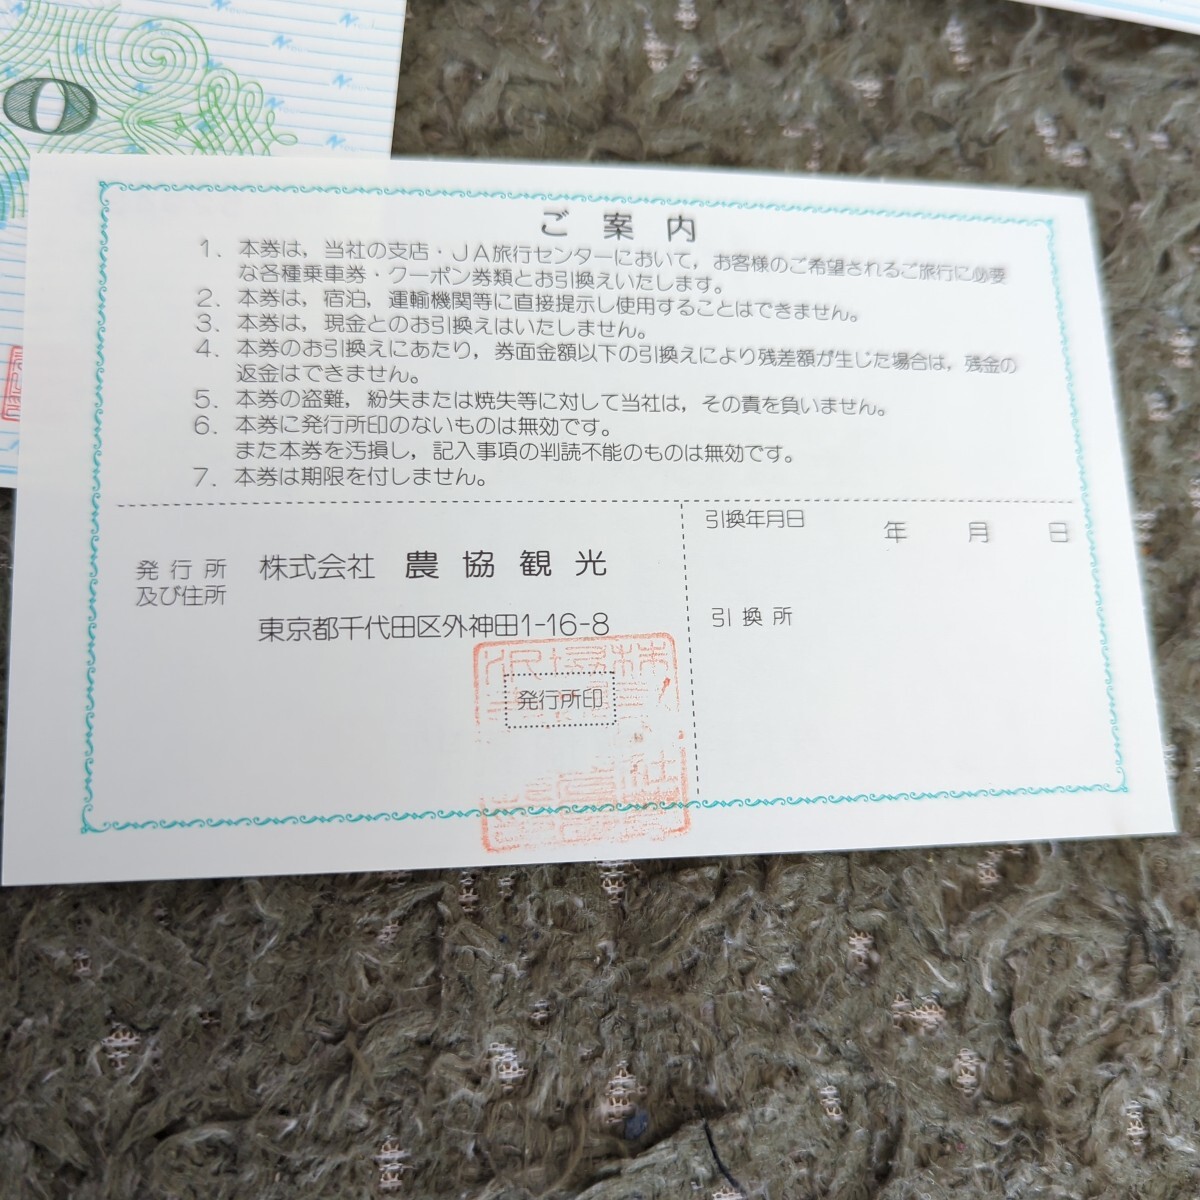 ご案内
1．本券は，当社の支店・ＪＡ旅行センターにおいて，お客様のご希望されるご旅行に必要
な各種乗車券・クーポン券類とお引換えいたします。
2．本券は，宿泊，運輸機関等に直接提示し使用することはできません。
3．本券は，現金とのお引換えはいたしません。
4．本券のお引換えにあたり，券面金額以下の引換えにより残差額が生じた場合は，残金の
返金はできません。
5．本券の盗難，紛失または焼失等に対して当社は，その責を負いません。
6．本券に発行所印のないものは無効です。
また本券を汚損し，記入事項の判読不能のものは無効です。
7．本券は期限を付しません。
発行所
及び住所
株式会社 農協観光
東京都千代田区外神田1-16-8
発行所印
引換年月日
年 月 日
引換所
0